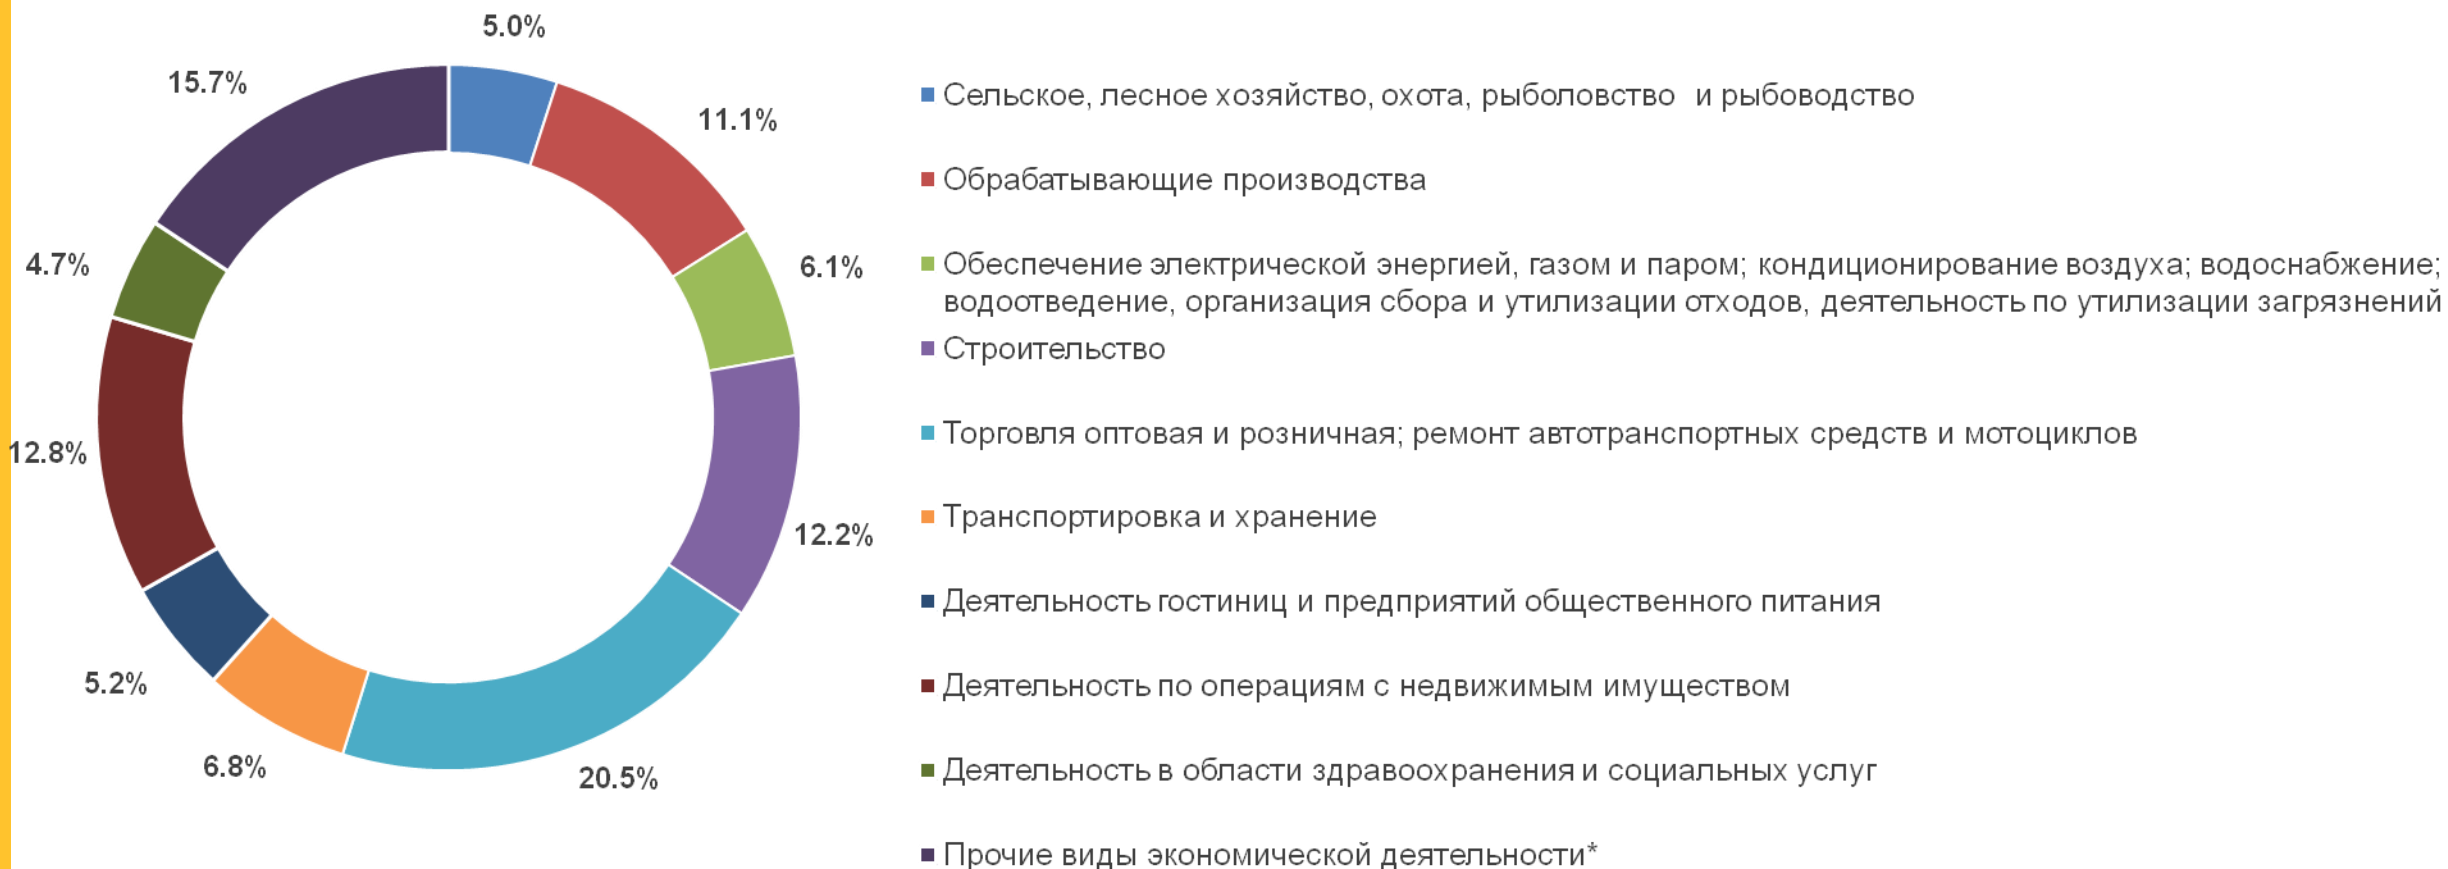 5.0%
15.7%
11.1%
4.7%
6.1%
12.8%
12.2%
5.2%
6.8%
20.5%
Сельское, лесное хозяйство, охота, рыболовство и рыбоводство
Обрабатывающие производства
Обеспечение электрической энергией, газом и паром; кондиционирование воздуха; водоснабжение;
водоотведение, организация сбора и утилизации отходов, деятельность по утилизации загрязнений
Строительство
Торговля оптовая и розничная; ремонт автотранспортных средств и мотоциклов
Транспортировка и хранение
Деятельность гостиниц и предприятий общественного питания
Деятельность по операциям с недвижимым имуществом
Деятельность в области здравоохранения и социальных услуг
Прочие виды экономической деятельности*